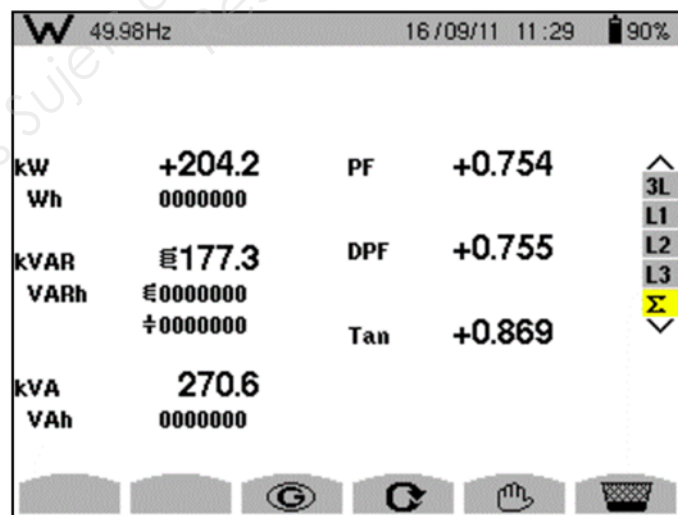 W 49.98Hz 16/09/11 11:29 90%
kW +204.2 PF +0.754
Wh 0000000
kVAR 177.3 DPF +0.755
VARh 0000000
0000000
Tan +0.869
kVA 270.6
VAh 0000000
3L
L1
L2
L3
Σ
G
Sujet